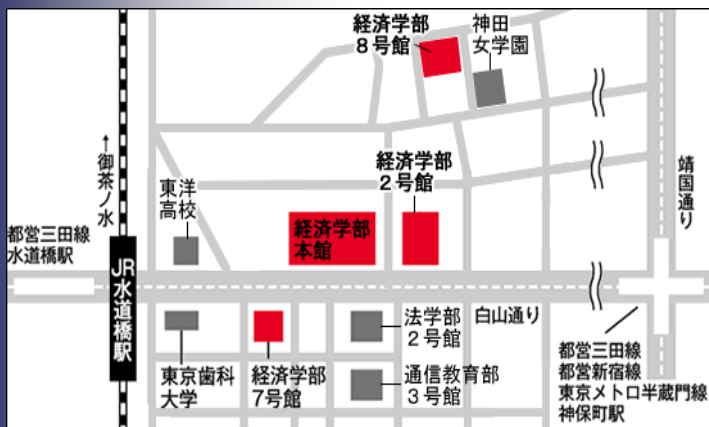 経済学部
8号館
神田
女学園
←御茶ノ水
経済学部
2号館
東洋
高校
靖国通り
都営三田線
水道橋駅
経済学部
本館
JR水道橋駅
法学部
2号館
白山通り
東京歯科
大学
経済学部
7号館
通信教育部
3号館
都営三田線
都営新宿線
東京メトロ半蔵門線
神保町駅